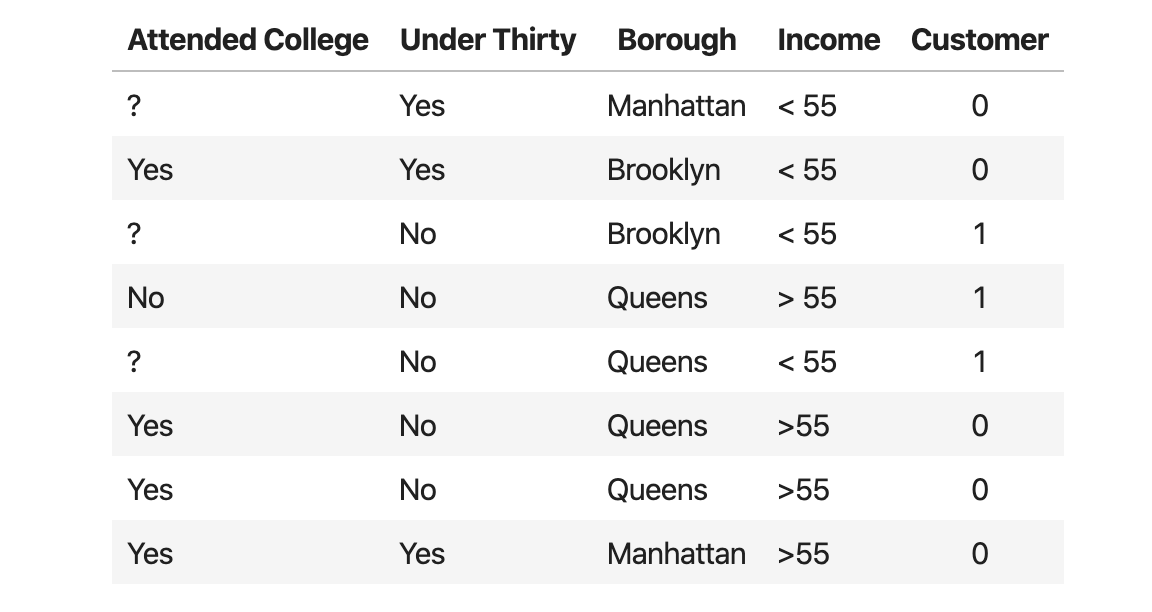 Attended College Under Thirty Borough Income Customer
? Yes Manhattan < 55 0
Yes Yes Brooklyn < 55 0
? No Brooklyn < 55 1
No No Queens > 55 1
? No Queens < 55 1
Yes No Queens >55 0
Yes No Queens >55 0
Yes Yes Manhattan >55 0